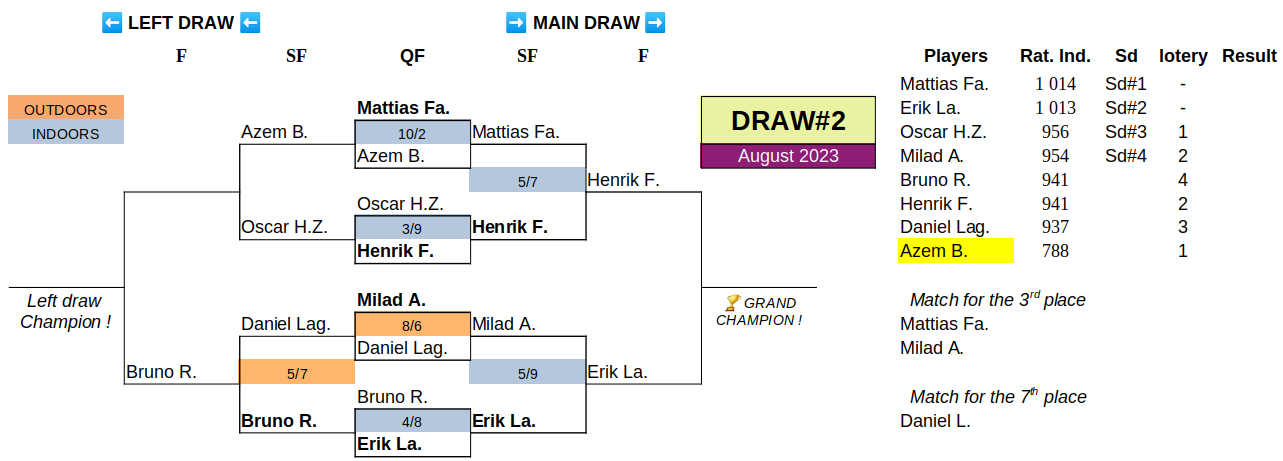 ⬅ LEFT DRAW ⬅ ➡ MAIN DRAW ➡
F SF QF SF F Players Rat. Ind. Sd lotery Result
Mattias Fa. 1 014 Sd#1 -
OUTDOORS Mattias Fa. Erik La. 1 013 Sd#2 -
INDOORS Azem B. 10/2 Mattias Fa. DRAW#2 Oscar H.Z. 956 Sd#3 1
Azem B. August 2023 Milad A. 954 Sd#4 2
5/7 Henrik F. Bruno R. 941 4
Oscar H.Z. Henrik F. 941 2
Oscar H.Z. 3/9 Henrik F. Daniel Lag. 937 3
Henrik F. Azem B. 788 1
Left draw Milad A. 🏆 GRAND Match for the 3rd place
Champion ! Daniel Lag. 8/6 Milad A. CHAMPION ! Mattias Fa.
Daniel Lag. Milad A.
Bruno R. 5/7 5/9 Erik La.
Bruno R. Match for the 7th place
Bruno R. 4/8 Erik La. Daniel L.
Erik La.